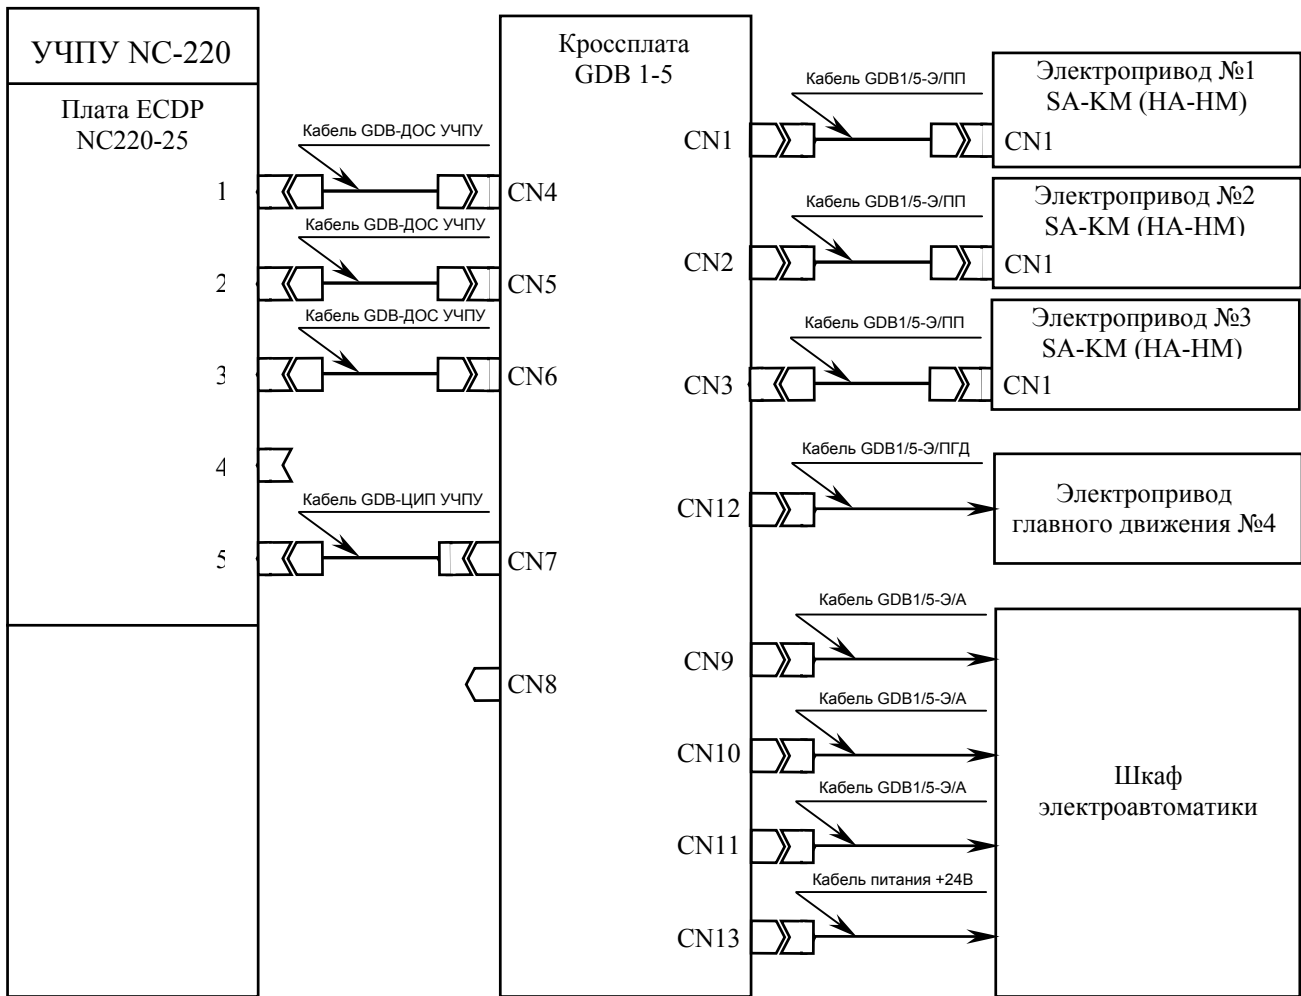 УЧПУ NC-220
Плата ECDP
NC220-25
1
2
3
4
5
Кабель GDB-ДОС УЧПУ
Кабель GDB-ДОС УЧПУ
Кабель GDB-ДОС УЧПУ
Кабель GDB-ЦИП УЧПУ
Кроссплата
GDB 1-5
CN4
CN5
CN6
CN7
CN8
CN1
CN2
CN3
CN12
CN9
CN10
CN11
CN13
Кабель GDB1/5-Э/ПП
Кабель GDB1/5-Э/ПП
Кабель GDB1/5-Э/ПП
Кабель GDB1/5-Э/ПГД
Кабель GDB1/5-Э/А
Кабель GDB1/5-Э/А
Кабель GDB1/5-Э/А
Кабель питания +24В
Электропривод №1
SA-KM (HA-HM)
CN1
Электропривод №2
SA-KM (HA-HM)
CN1
Электропривод №3
SA-KM (HA-HM)
CN1
Электропривод
главного движения №4
Шкаф
электроавтоматики